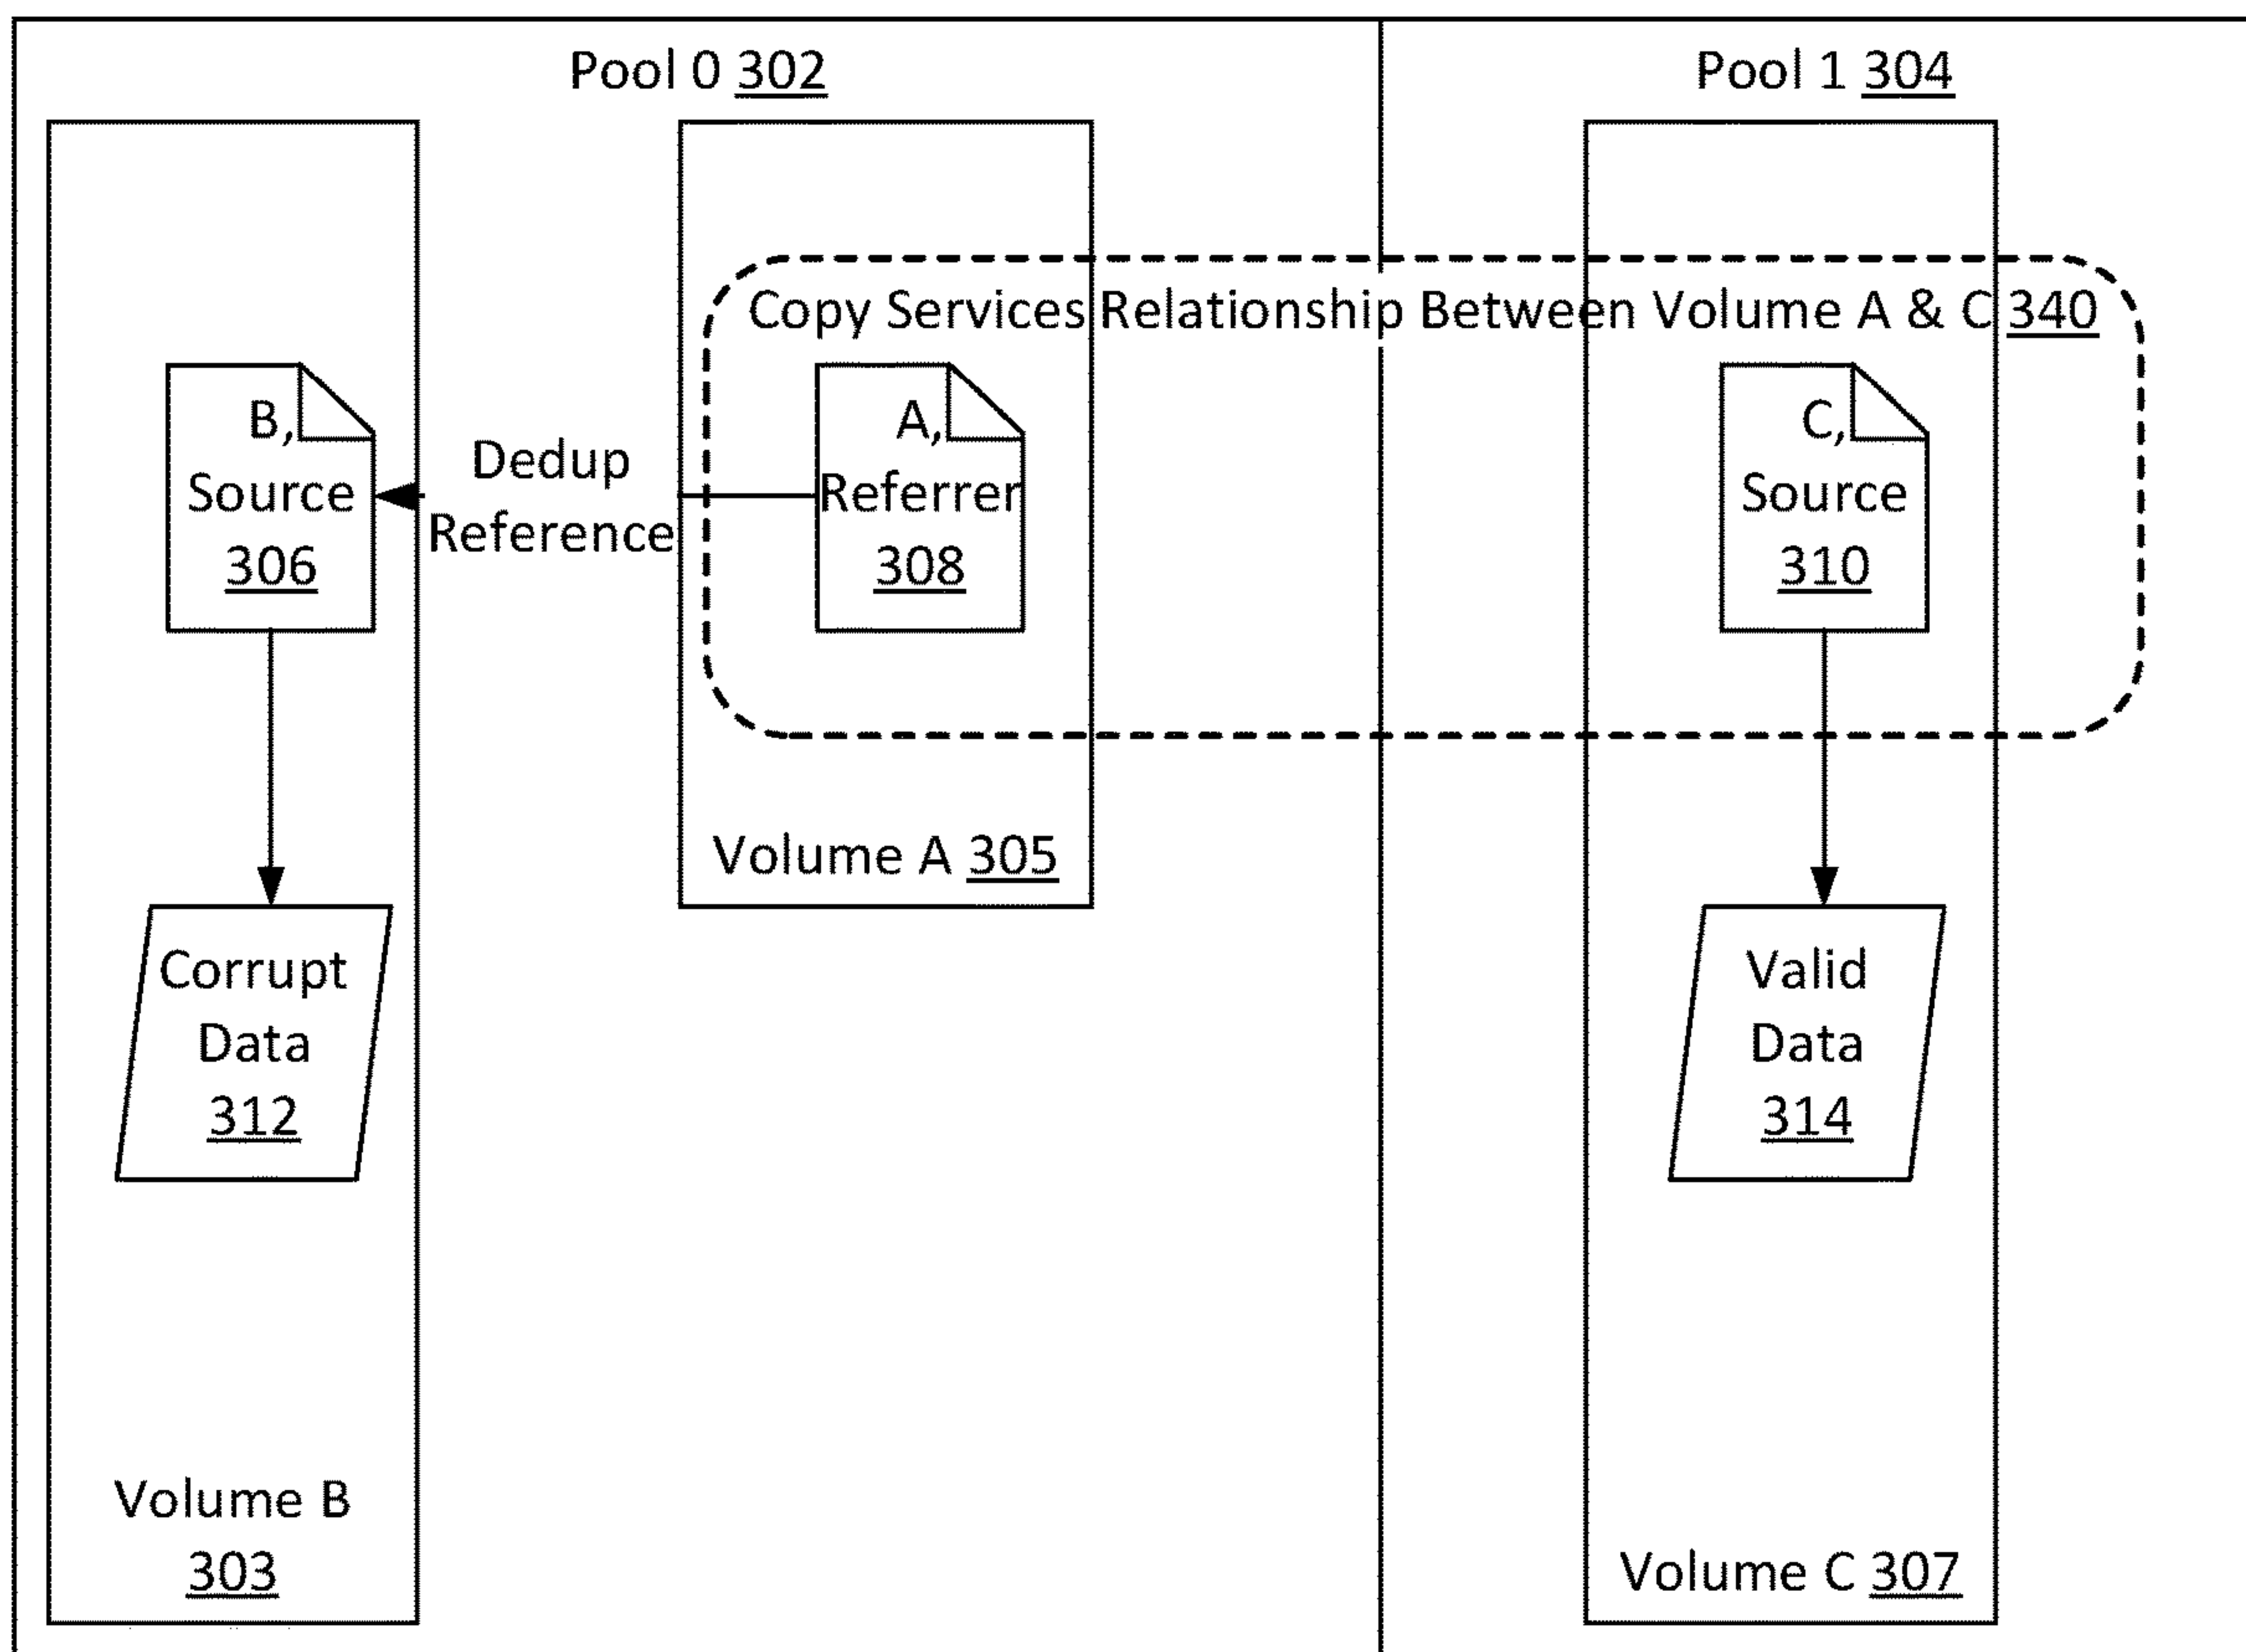 Pool 0 302
Pool 1 304
Copy Services Relationship Between Volume A & C 340
B,
Source
306
Dedup
Reference
A,
Referrer
308
C,
Source
310
Volume A 305
Corrupt
Data
312
Valid
Data
314
Volume B
303
Volume C 307